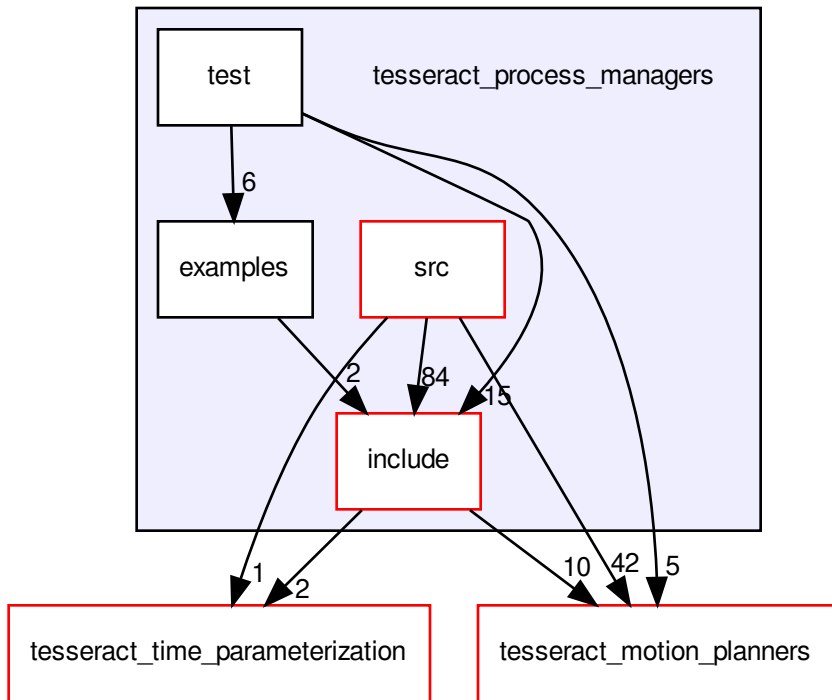 test
tesseract_process_managers
6
examples
src
2
84
15
include
1
2
10
42
5
tesseract_time_parameterization
tesseract_motion_planners